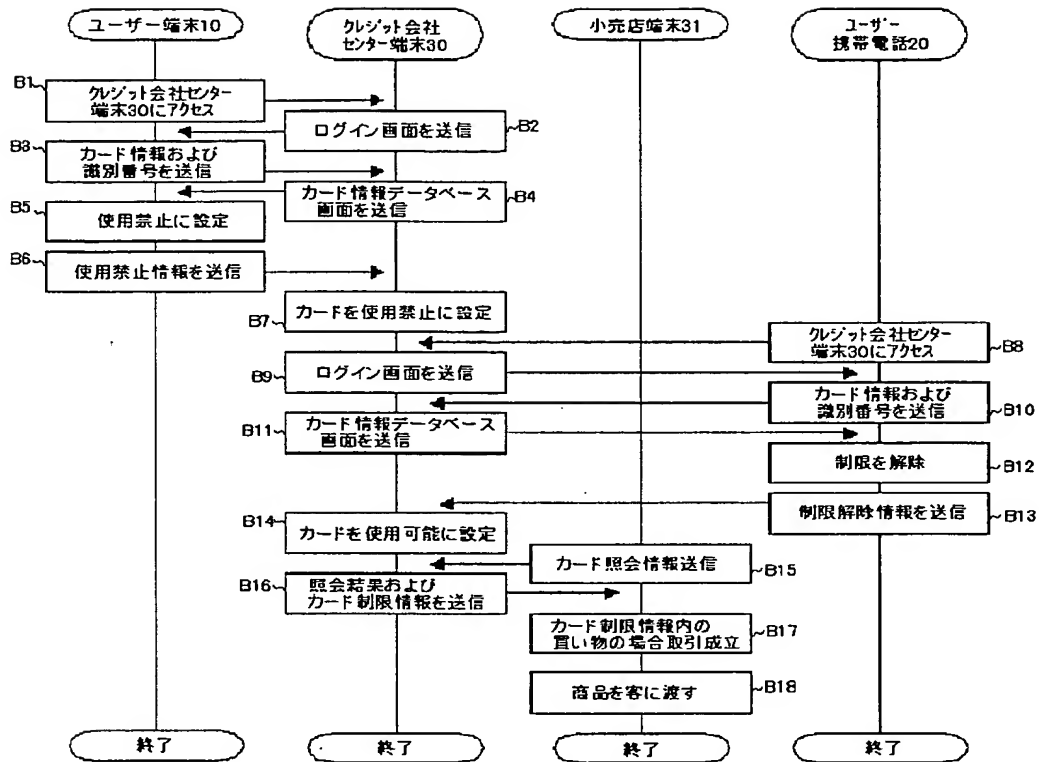 ユーザー端末10
クレジット会社
センター端末30
小売店端末31
ユーザー
携帯電話20
B1
クレジット会社センター
端末30にアクセス
ログイン画面を送信
B2
B3
カード情報および
識別番号を送信
カード情報データベース
画面を送信
B4
B5
使用禁止に設定
B6
使用禁止情報を送信
B7
カードを使用禁止に設定
クレジット会社センター
端末30にアクセス
B8
B9
ログイン画面を送信
カード情報および
識別番号を送信
B10
B11
カード情報データベース
画面を送信
制限を解除
B12
制限解除情報を送信
B13
B14
カードを使用可能に設定
カード照会情報送信
B15
B16
照会結果および
カード制限情報を送信
カード制限情報内の
買い物の場合取引成立
B17
商品を客に渡す
B18
終了
終了
終了
終了